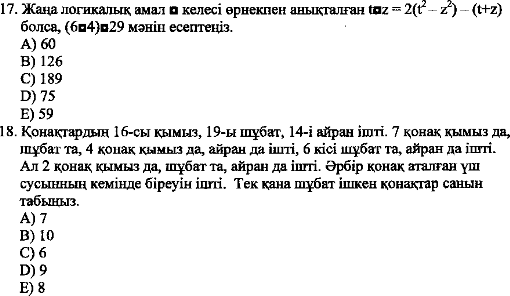 17. Жаңа логикалық амал ◘ келесі өрнекпен анықталған t◘z = 2(t² – z²) – (t+z)
болса, (6◘4)◘29 мәнін есептеңіз.
A) 60
B) 126
C) 189
D) 75
E) 59
18. Қонақтардың 16-сы қымыз, 19-ы шұбат, 14-і айран ішті. 7 қонақ қымыз да,
шұбат та, 4 қонақ қымыз да, айран да ішті, 6 кісі шұбат та, айран да ішті.
Ал 2 қонақ қымыз да, шұбат та, айран да ішті. Әрбір қонақ аталған үш
сусынның кемінде біреуін ішті. Тек қана шұбат ішкен қонақтар санын
табыңыз.
A) 7
B) 10
C) 6
D) 9
E) 8